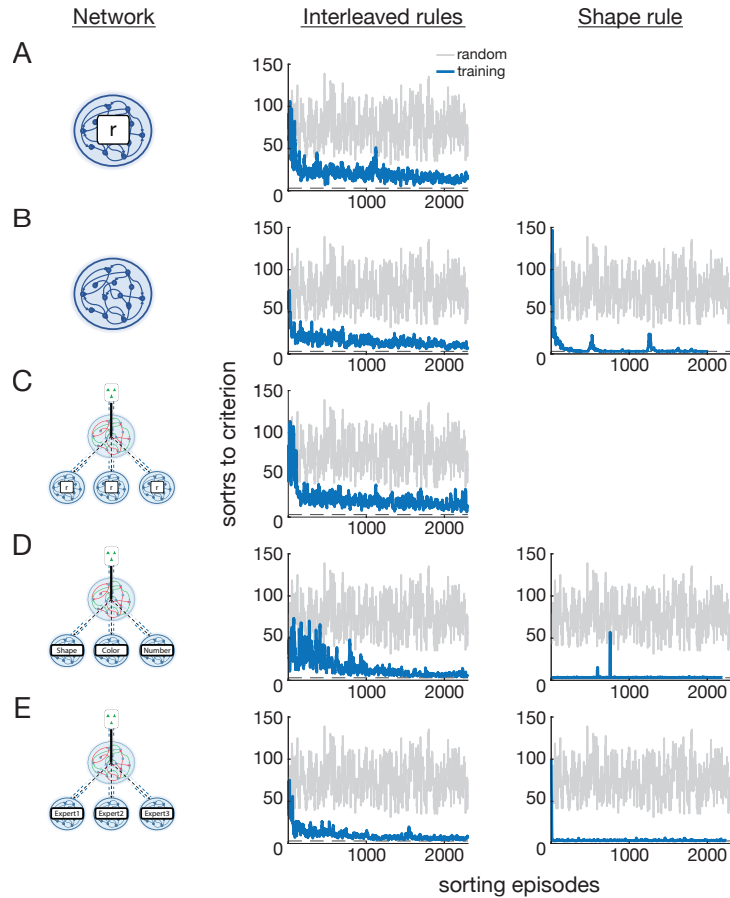 Network Interleaved rules Shape rule
A
random
training
150
100
50
0
1000 2000
r
B
150
100
50
0
1000 2000
150
100
50
0
1000 2000
C
150
100
50
0
1000 2000
r r r
sortrs to criterion
D
150
100
50
0
1000 2000
150
100
50
0
1000 2000
Shape Color Number
E
150
100
50
0
1000 2000
150
100
50
0
1000 2000
Expert1 Expert2 Expert3
sorting episodes